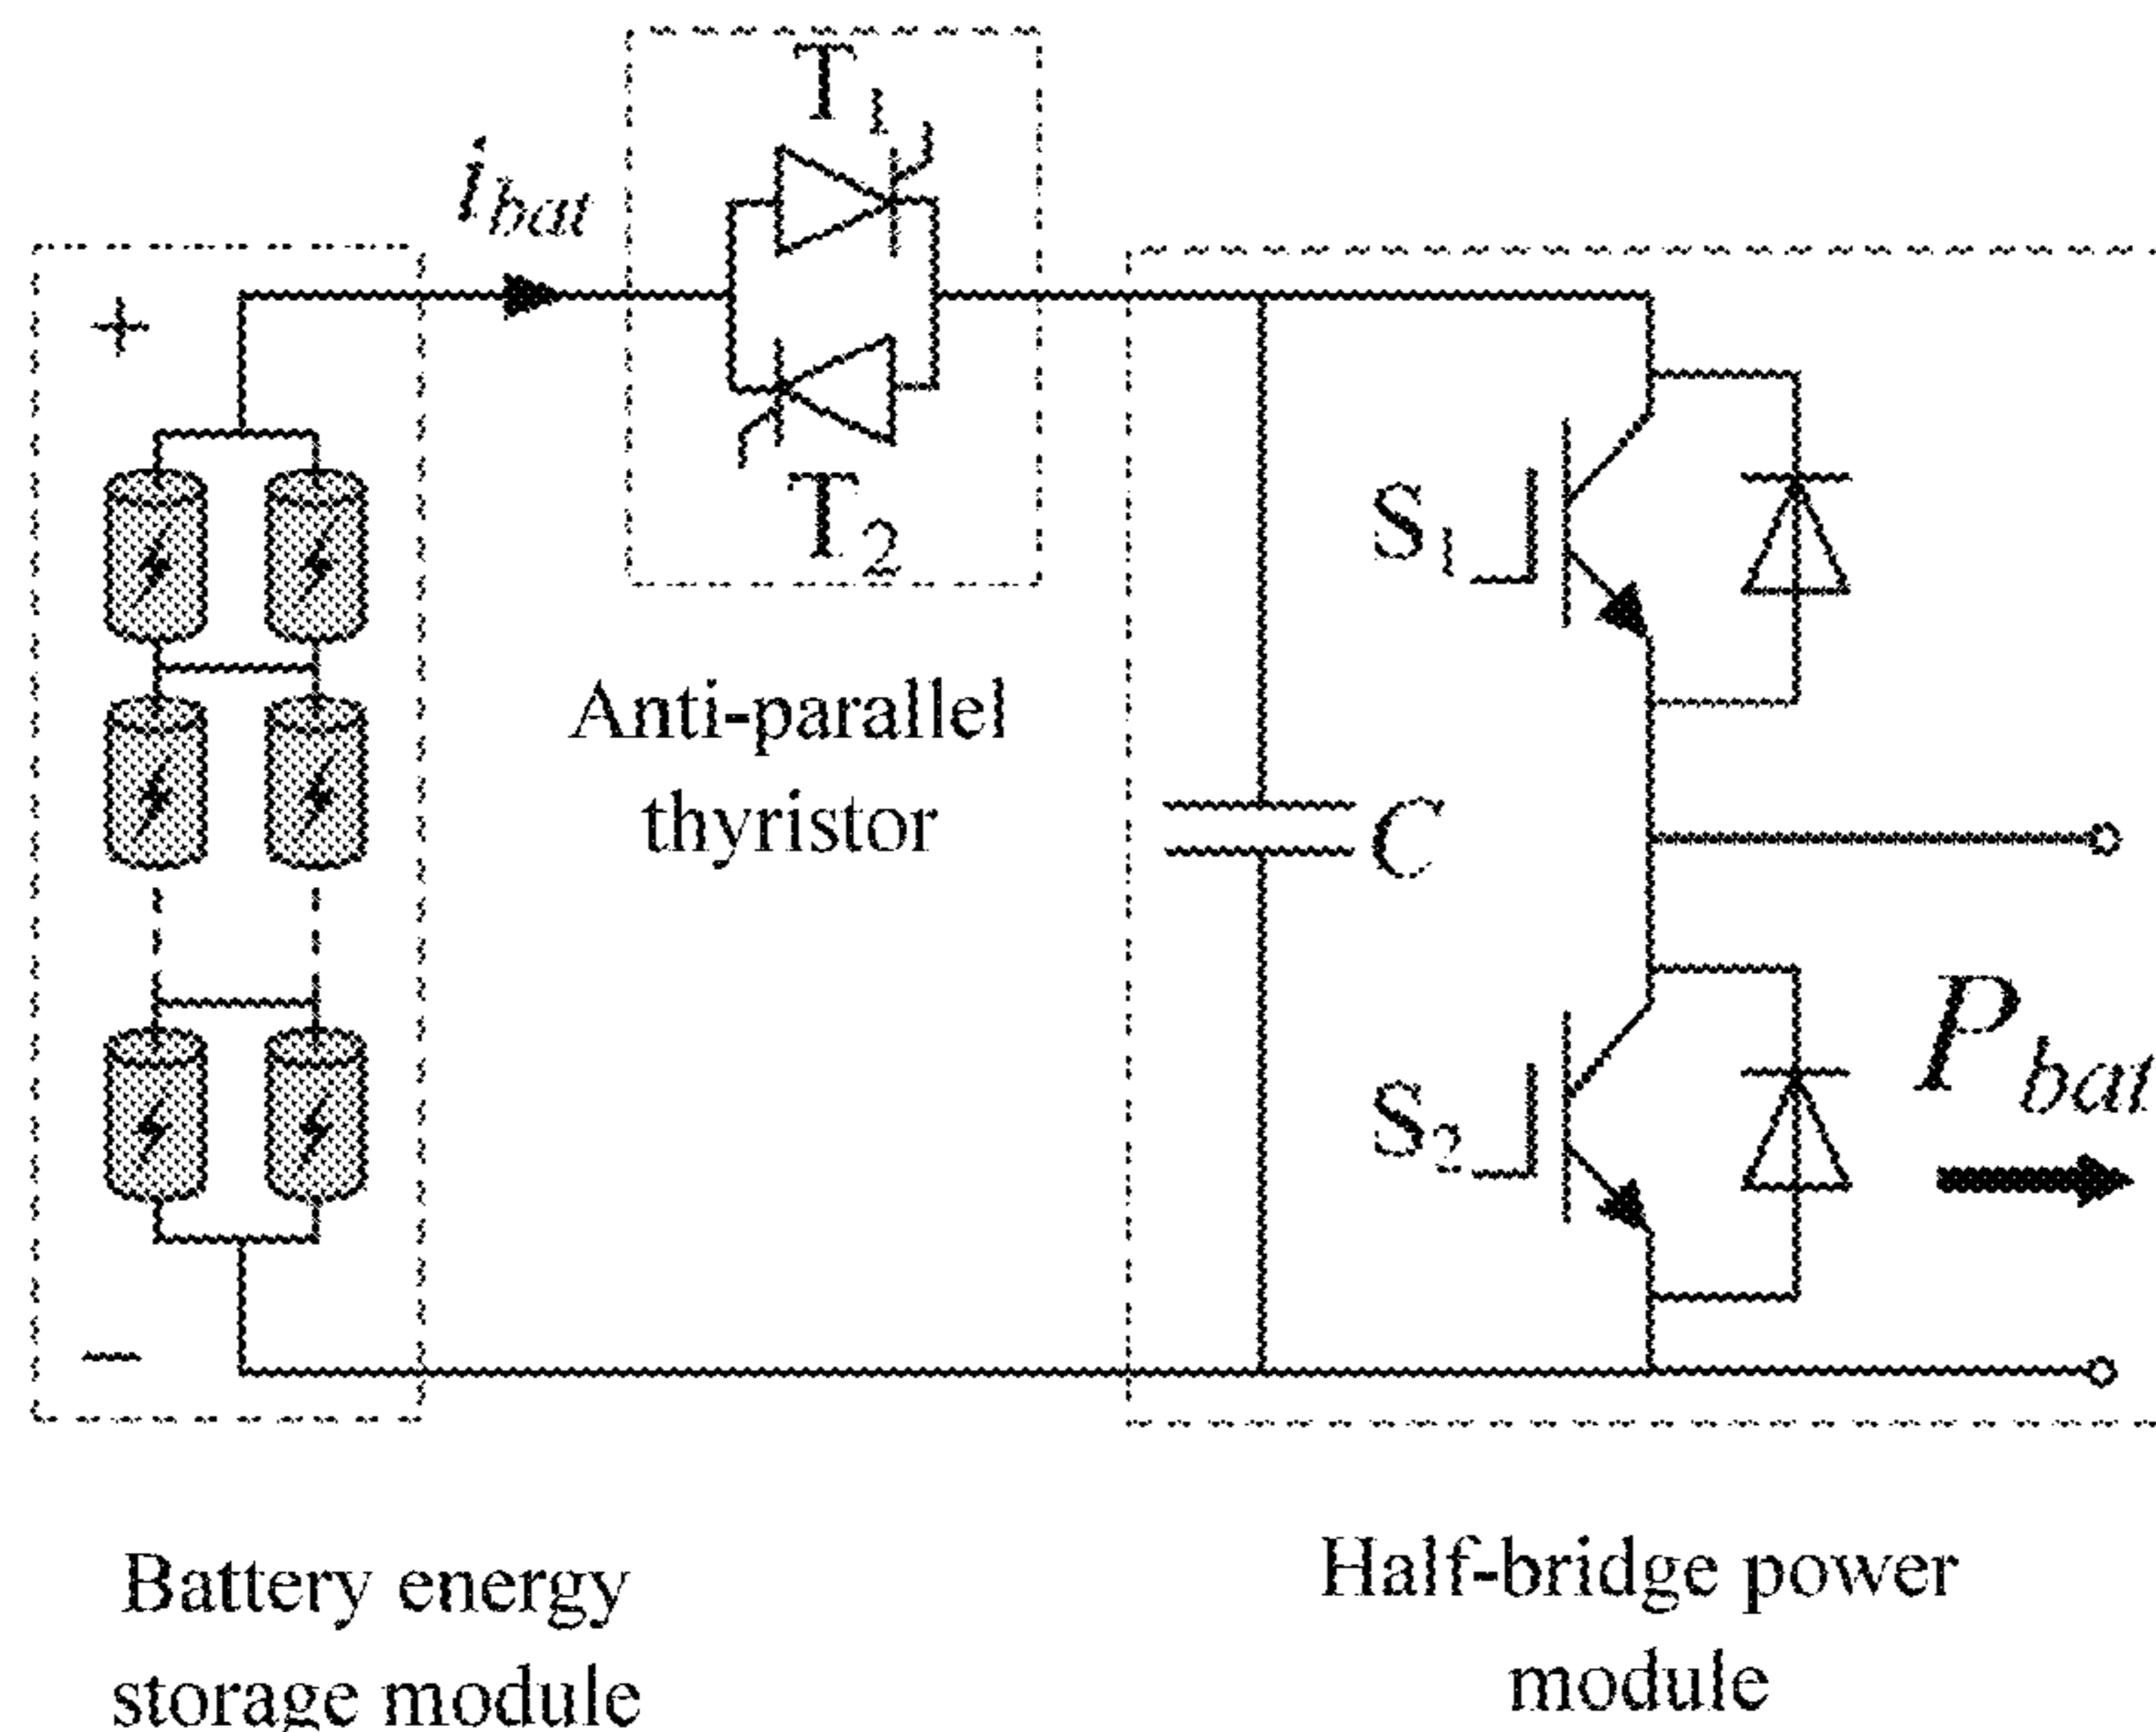 T1
ibat
+
T2
Anti-parallel
thyristor
S1
C
S2
Pbat
−
Battery energy
storage module
Half-bridge power
module